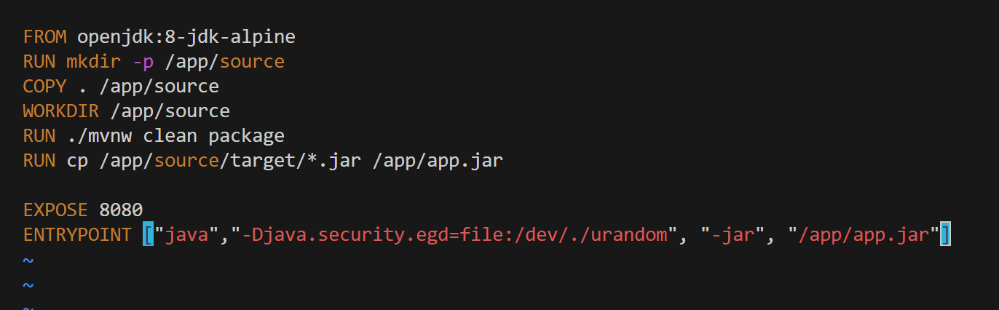 FROM openjdk:8-jdk-alpine
RUN mkdir -p /app/source
COPY . /app/source
WORKDIR /app/source
RUN ./mvnw clean package
RUN cp /app/source/target/*.jar /app/app.jar
EXPOSE 8080
ENTRYPOINT ["java","-Djava.security.egd=file:/dev/./urandom", "-jar", "/app/app.jar"]
~
~
~